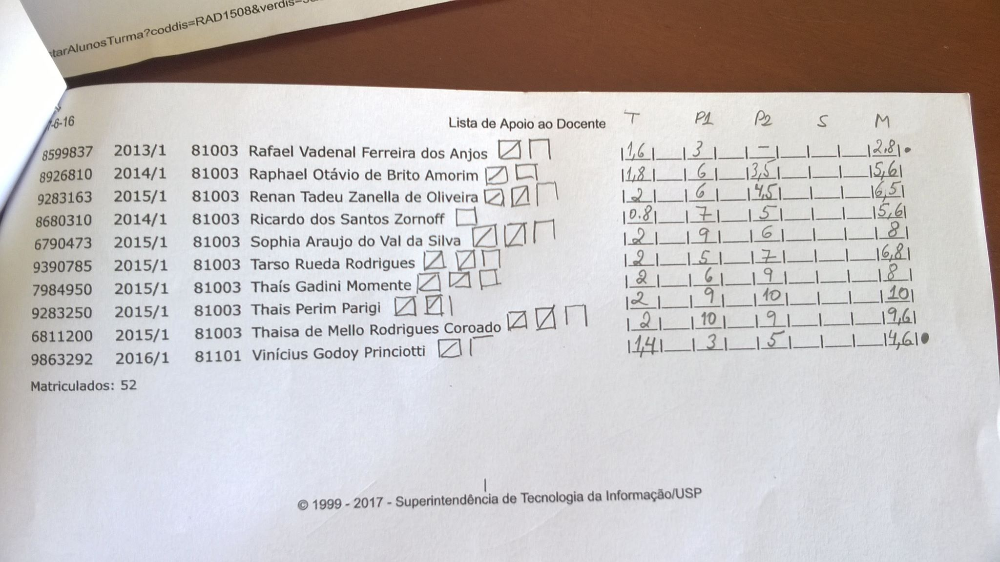 starAlunosTurma?coddis=RAD1508&verdis=
7-6-16 Lista de Apoio ao Docente T P1 P2 S M
8599837 2013/1 81003 Rafael Vadenal Ferreira dos Anjos 1,6 3 - 2.8
8926810 2014/1 81003 Raphael Otávio de Brito Amorim 1,8 6 3,5 5,6
9283163 2015/1 81003 Renan Tadeu Zanella de Oliveira 2 6 4,5 6,5
8680310 2014/1 81003 Ricardo dos Santos Zornoff 0.8 7 5 5,6
6790473 2015/1 81003 Sophia Araujo do Val da Silva 2 9 6 8
9390785 2015/1 81003 Tarso Rueda Rodrigues 2 5 7 6,8
7984950 2015/1 81003 Thaís Gadini Momente 2 6 9 8
9283250 2015/1 81003 Thais Perim Parigi 2 9 10 10
6811200 2015/1 81003 Thaisa de Mello Rodrigues Coroado 2 10 9 9,6
9863292 2016/1 81101 Vinícius Godoy Princiotti 1,4 3 5 4,6
Matriculados: 52
© 1999 - 2017 - Superintendência de Tecnologia da Informação/USP